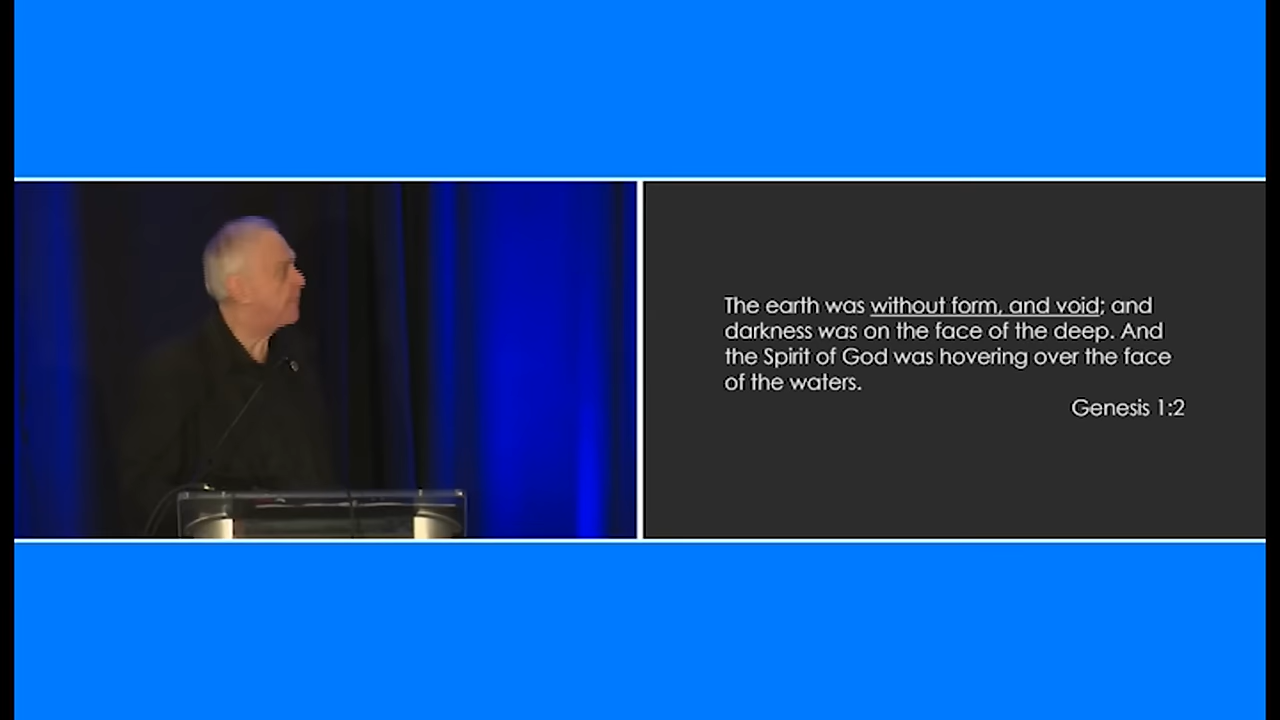 The earth was without form, and void; and
darkness was on the face of the deep. And
the Spirit of God was hovering over the face
of the waters.
Genesis 1:2